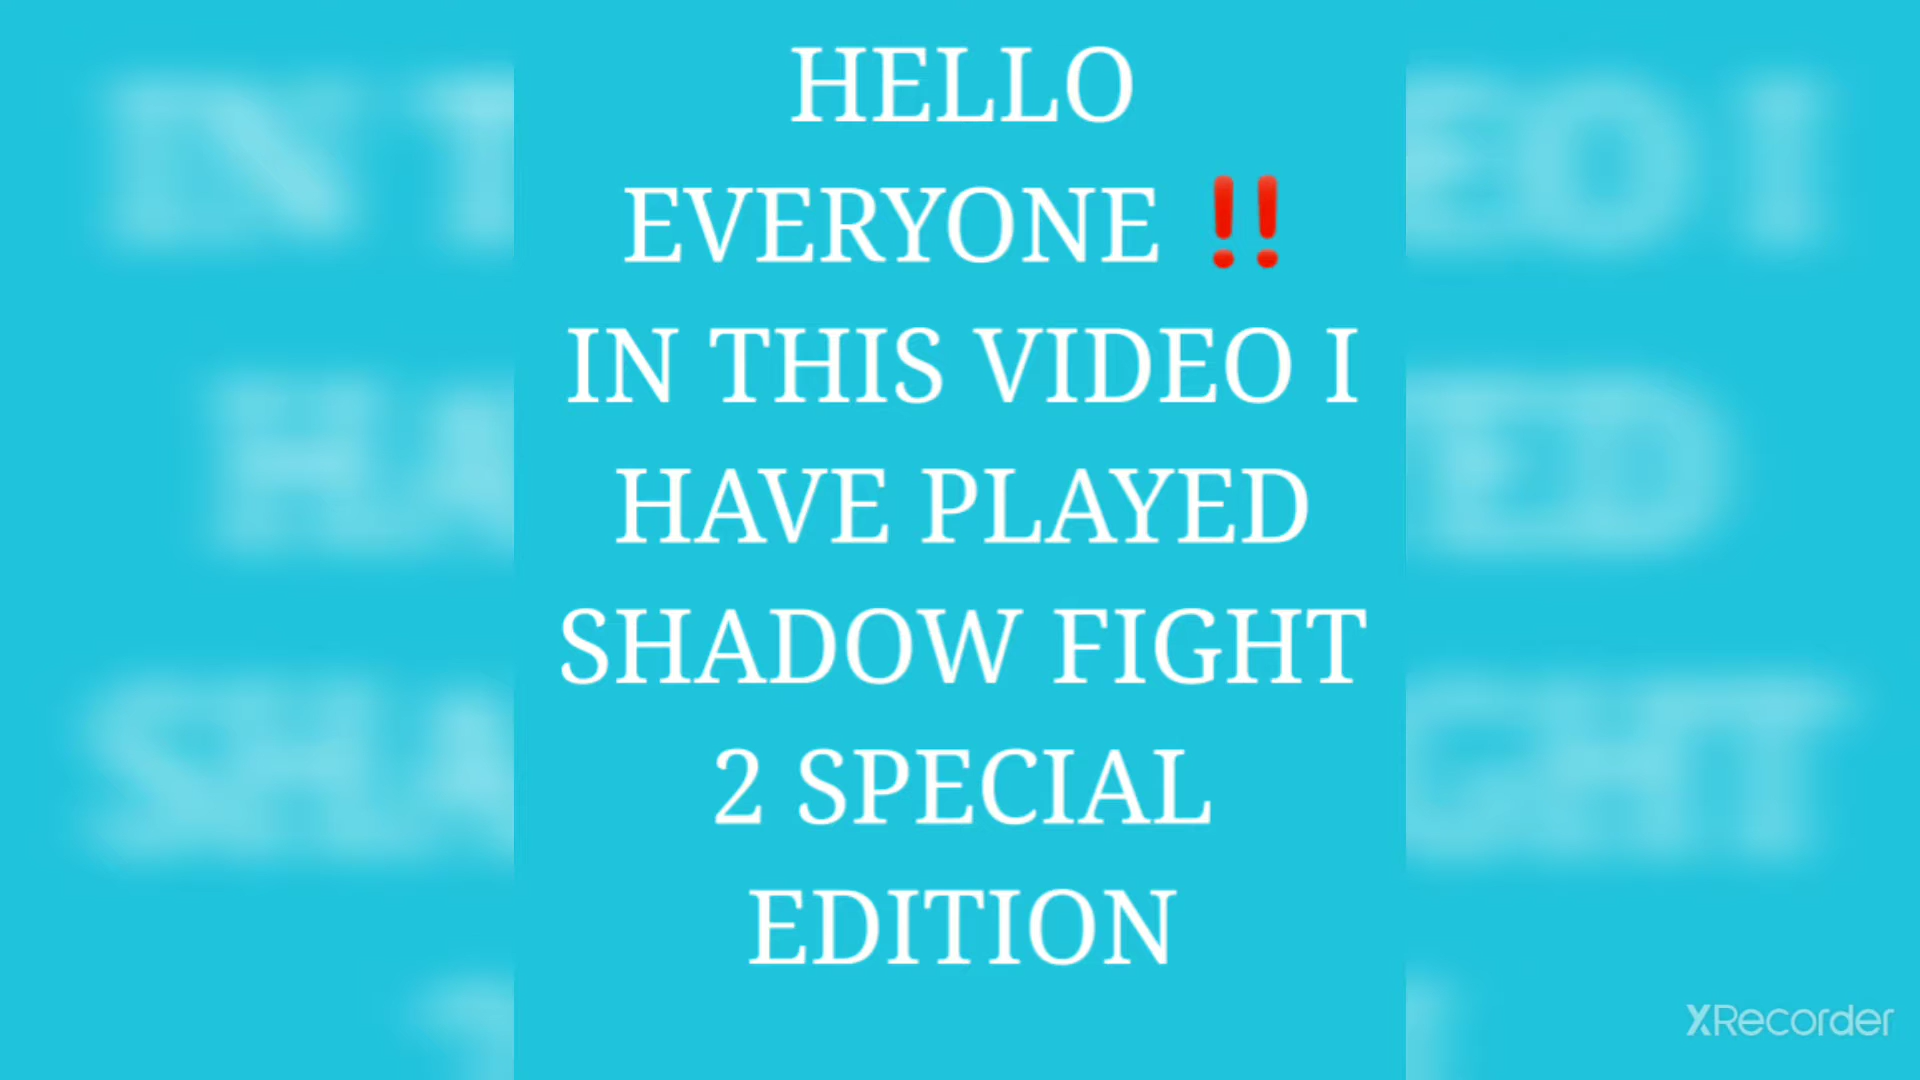 HELLO
EVERYONE ‼️
IN THIS VIDEO I
HAVE PLAYED
SHADOW FIGHT
2 SPECIAL
EDITION
XRecorder